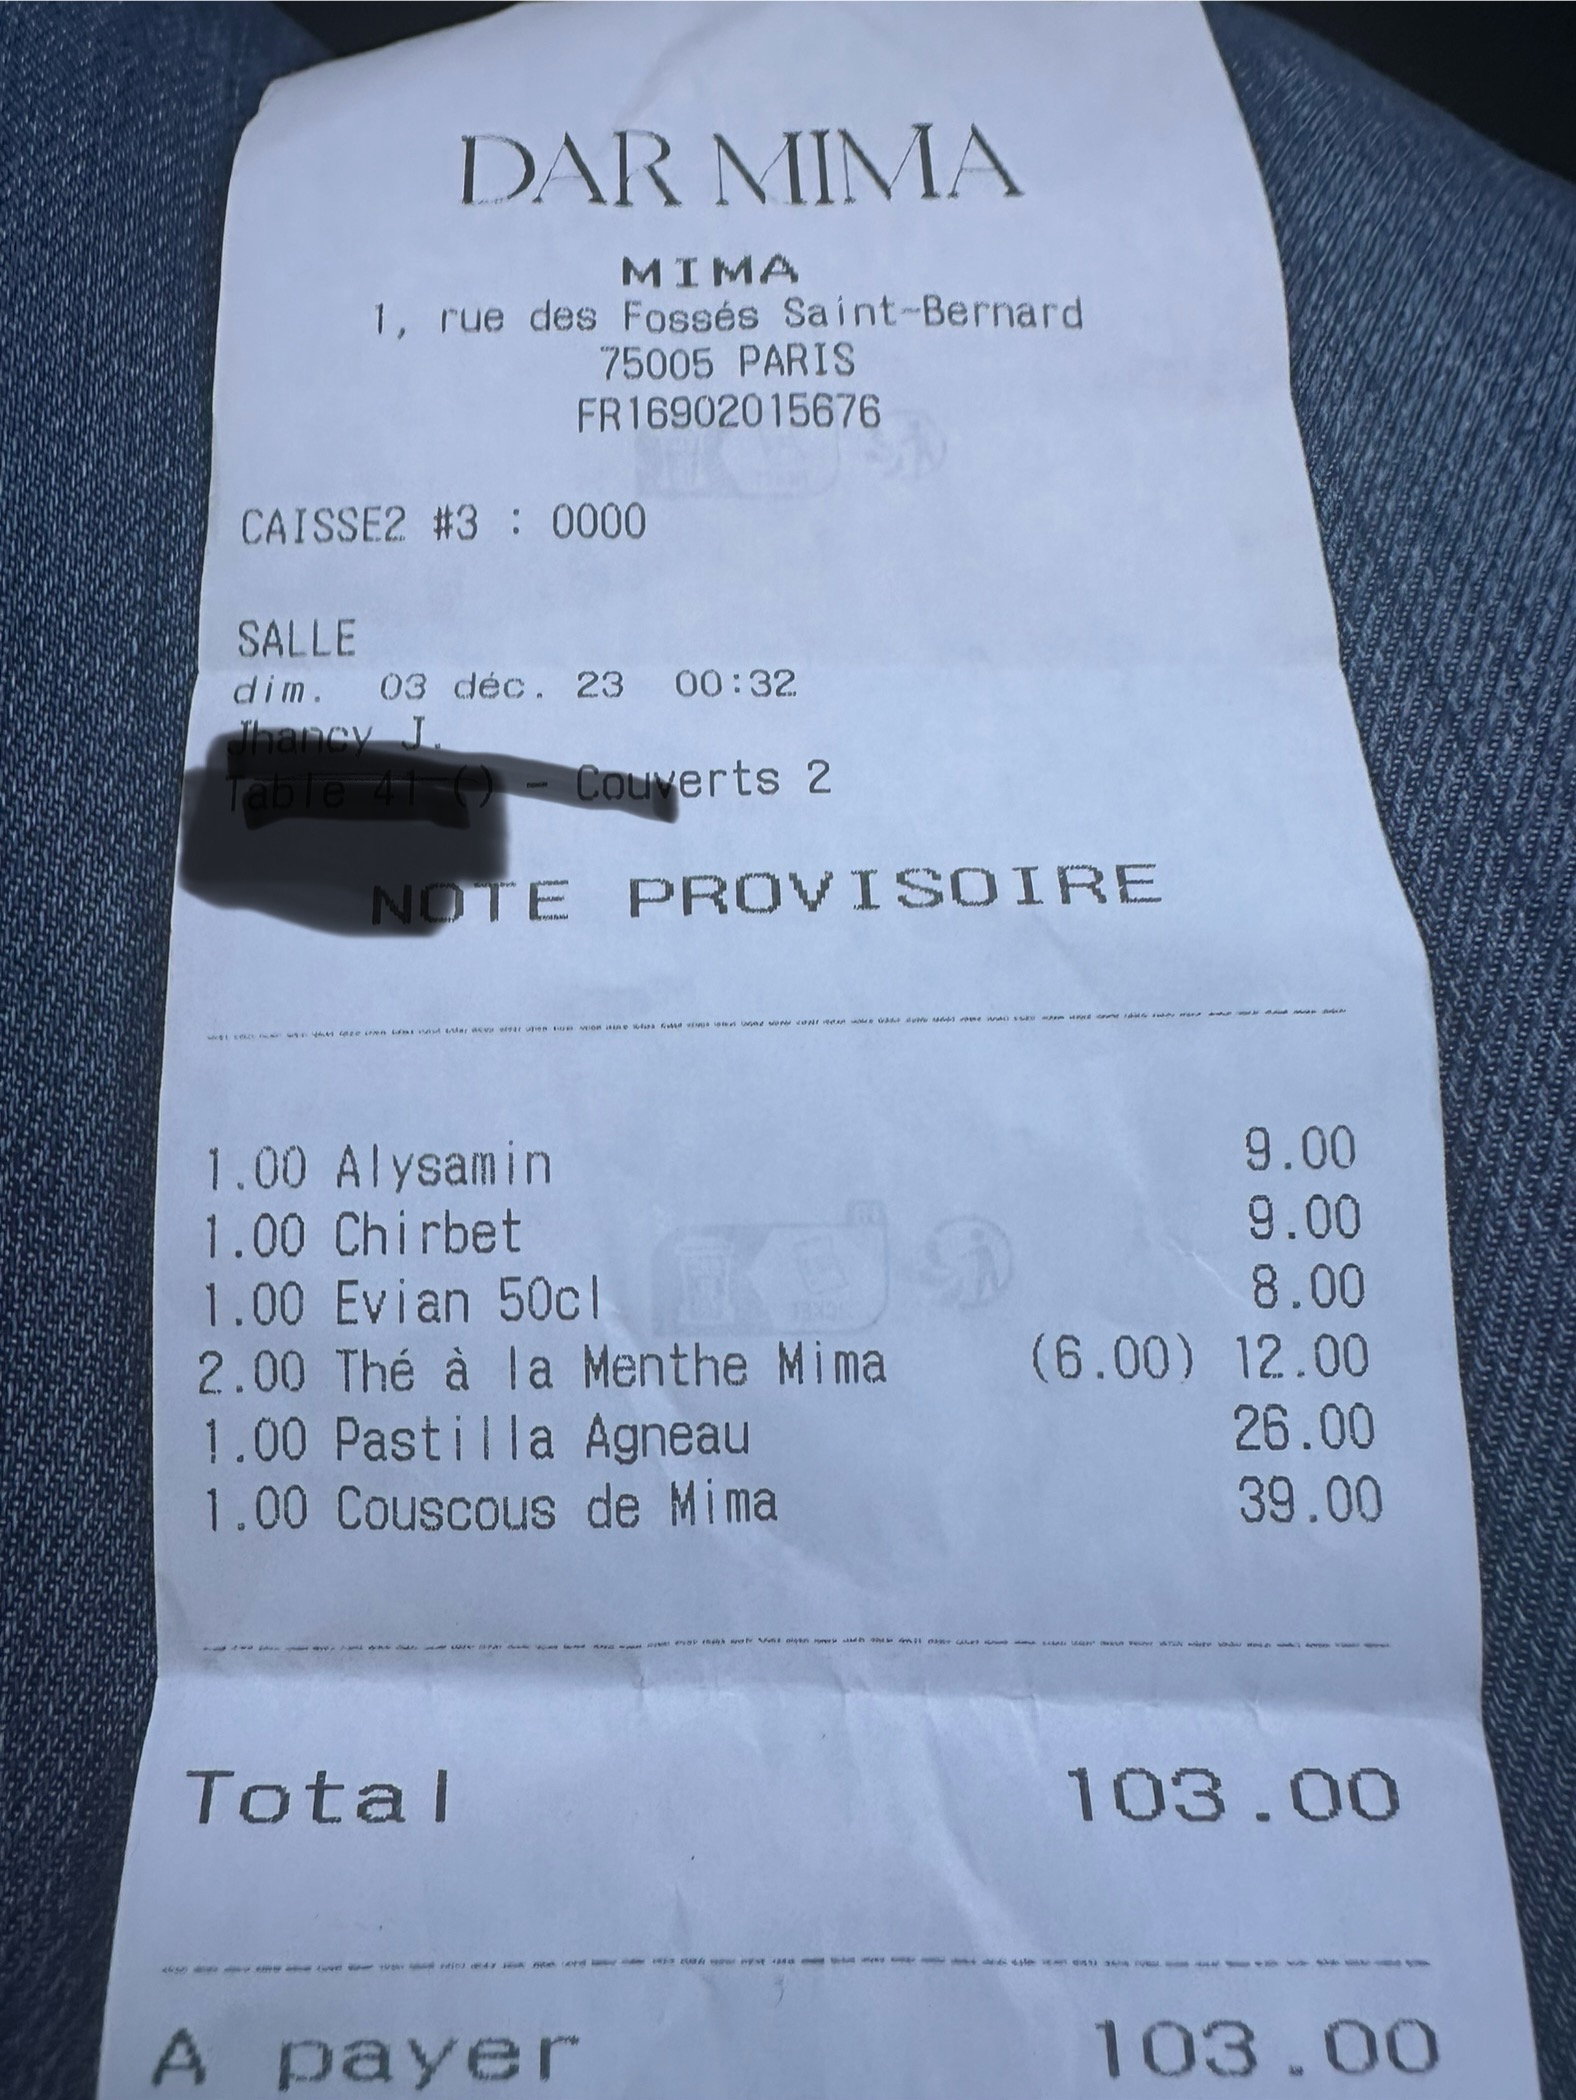 DAR MIMA
MIMA
1, rue des Fossés Saint-Bernard
75005 PARIS
FR16902015676
CAISSE2 #3 : 0000
SALLE
dim. 03 déc. 23 00:32
Jhancy J.
Table 41 () - Couverts 2
NOTE PROVISOIRE
1.00 Alysamin 9.00
1.00 Chirbet 9.00
1.00 Evian 50cl 8.00
2.00 Thé à la Menthe Mima (6.00) 12.00
1.00 Pastilla Agneau 26.00
1.00 Couscous de Mima 39.00
Total 103.00
A payer 103.00